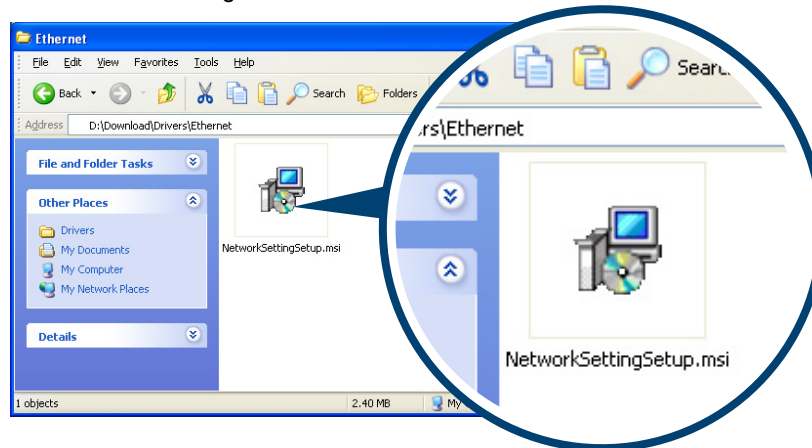 Ethernet
File Edit View Favorites Tools Help
Back Search Folders
Address D:\Download\Drivers\Ethernet
File and Folder Tasks
Other Places
Drivers
My Documents
My Computer
My Network Places
Details
NetworkSettingSetup.msi
1 objects 2.40 MB My
\Ethernet
NetworkSettingSetup.msi